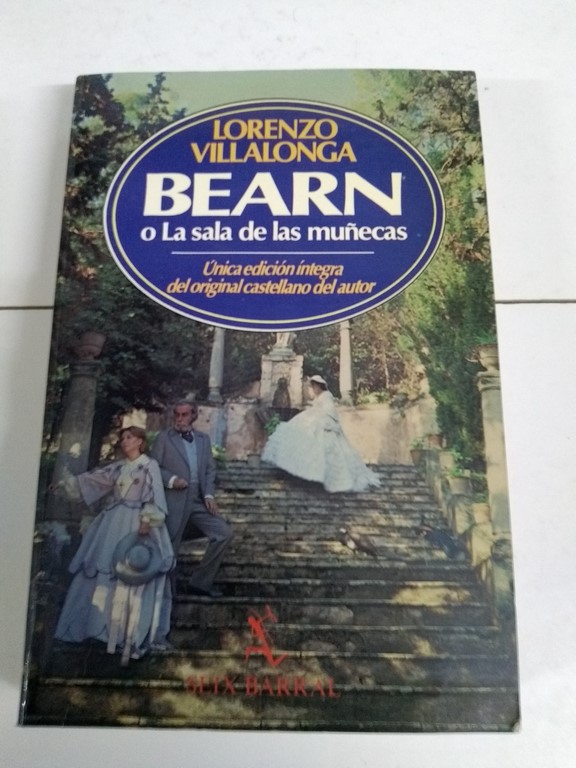 LORENZO
VILLALONGA
BEARN
o La sala de las muñecas
Única edición íntegra
del original castellano del autor
SEIX BARRAL